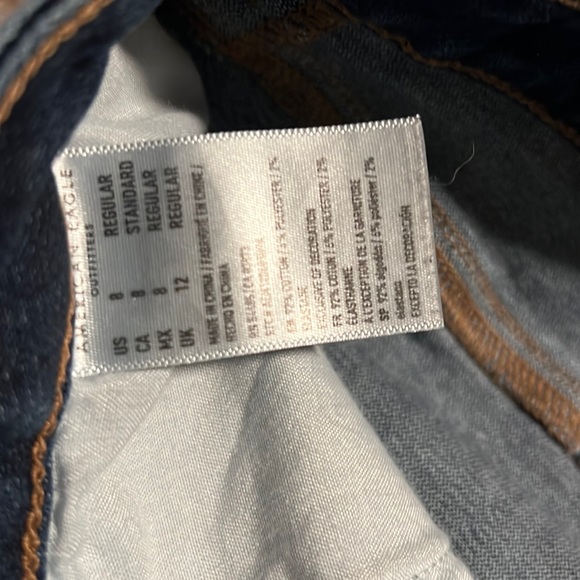 AMERICAN EAGLE
OUTFITTERS
US 8 REGULAR
CA 8 STANDARD
MX 8 REGULAR
UK 12 REGULAR
MADE IN CHINA / FABRIQUÉ EN CHINE /
HECHO EN CHINA
EN 92% COTTON / 6% POLYESTER / 2%
ELASTANE
EXCLUSIVE OF DECORATION
FR 92% COTON / 6% POLYESTER / 2%
ÉLASTHANNE
À L'EXCEPTION DE LA GARNITURE
SP 92% algodón / 6% poliéster / 2%
elastano
EXCEPTO LA DECORACIÓN